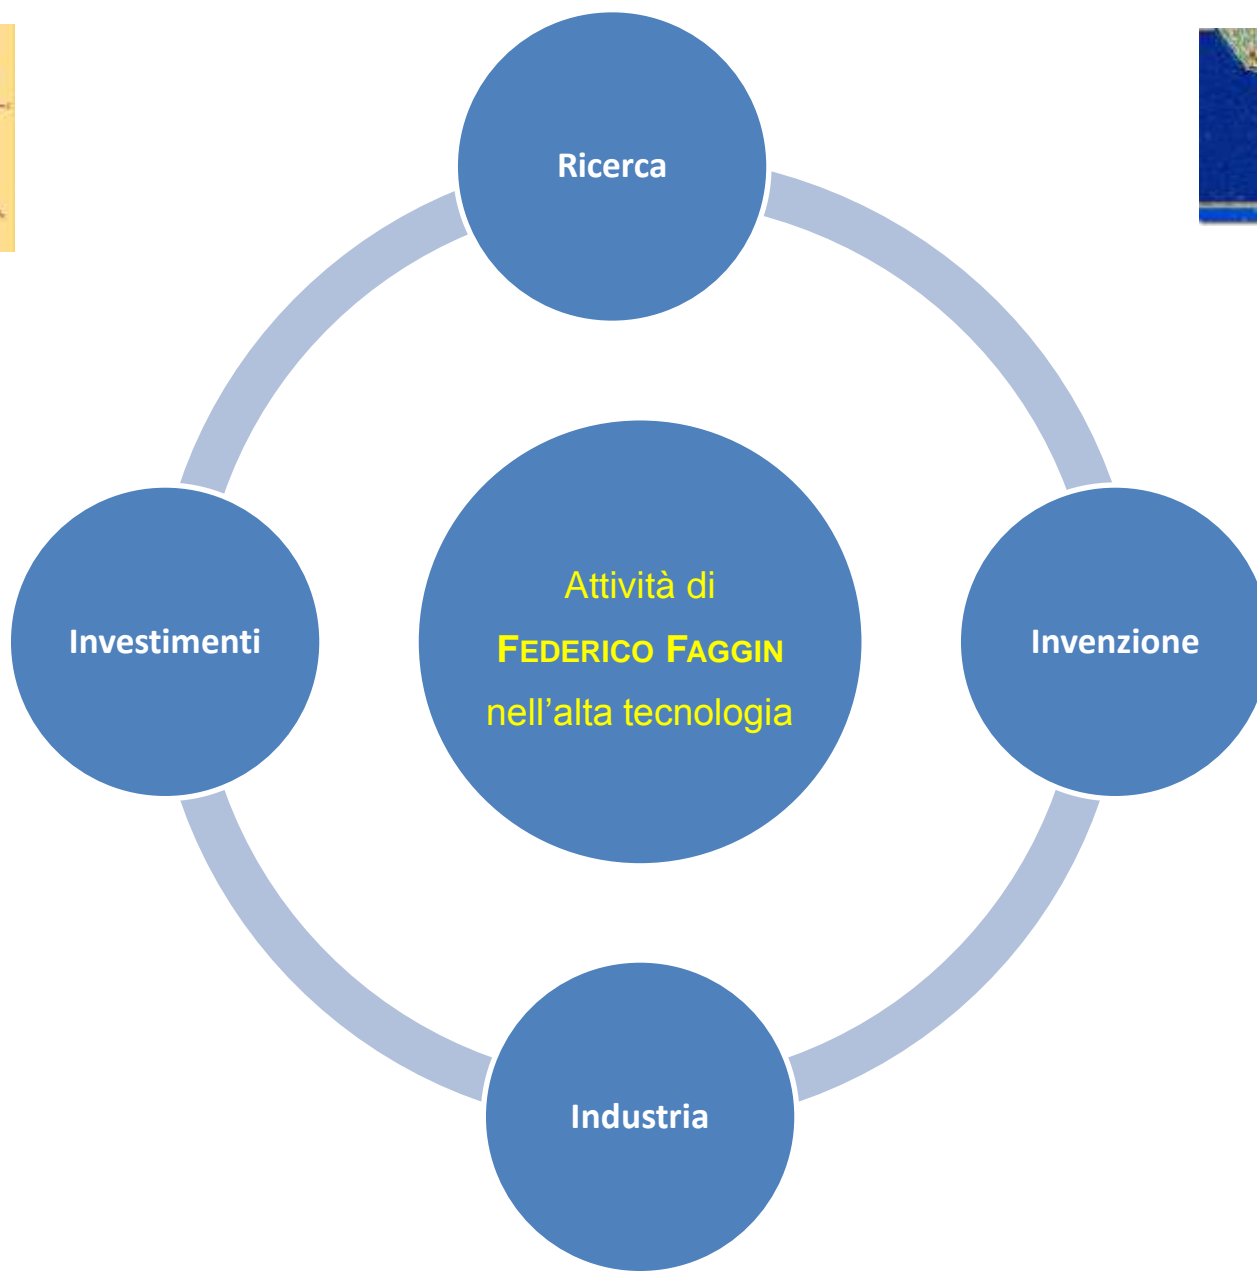 Ricerca
Investimenti
Attività di
FEDERICO FAGGIN
nell’alta tecnologia
Invenzione
Industria